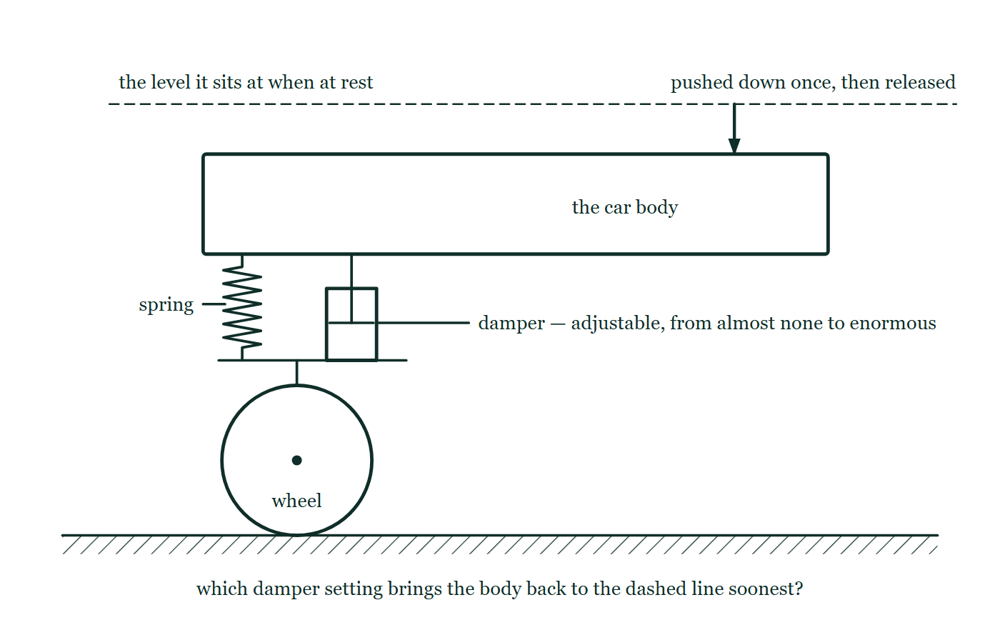 the level it sits at when at rest
pushed down once, then released
the car body
spring
damper — adjustable, from almost none to enormous
wheel
which damper setting brings the body back to the dashed line soonest?